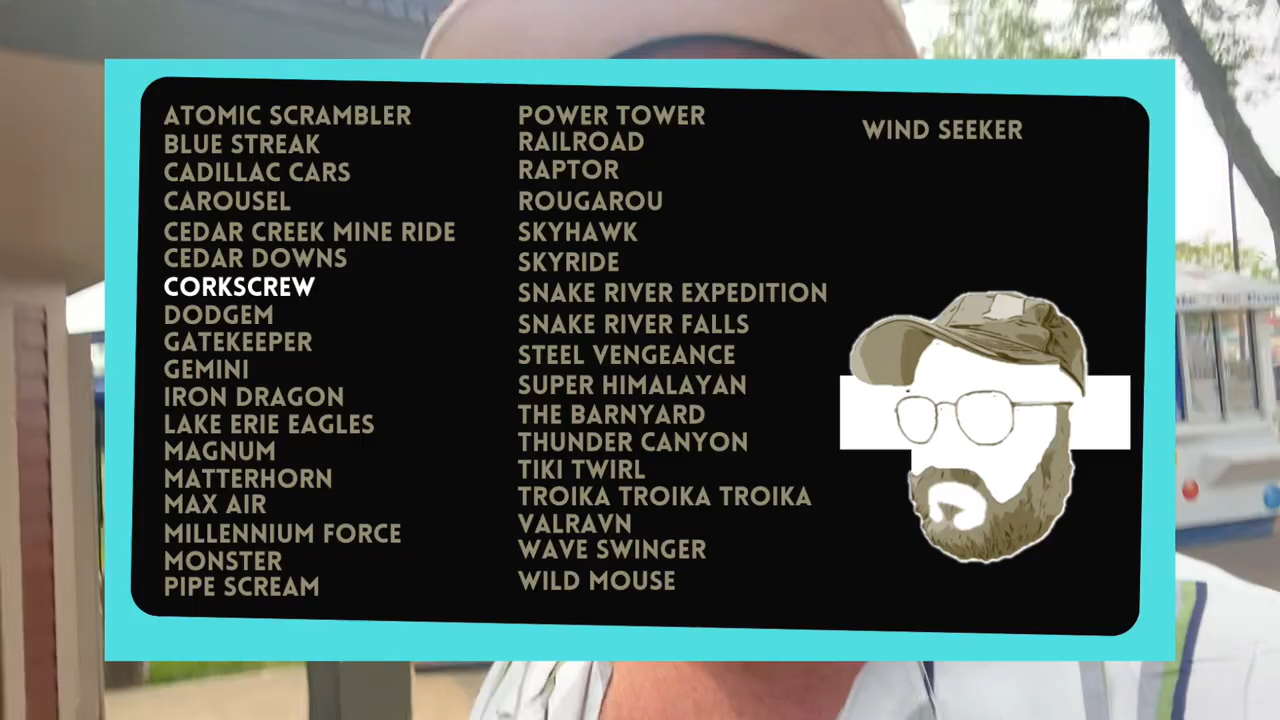 ATOMIC SCRAMBLER
BLUE STREAK
CADILLAC CARS
CAROUSEL
CEDAR CREEK MINE RIDE
CEDAR DOWNS
CORKSCREW
DODGEM
GATEKEEPER
GEMINI
IRON DRAGON
LAKE ERIE EAGLES
MAGNUM
MATTERHORN
MAX AIR
MILLENNIUM FORCE
MONSTER
PIPE SCREAM
POWER TOWER
RAILROAD
RAPTOR
ROUGAROU
SKYHAWK
SKYRIDE
SNAKE RIVER EXPEDITION
SNAKE RIVER FALLS
STEEL VENGEANCE
SUPER HIMALAYAN
THE BARNYARD
THUNDER CANYON
TIKI TWIRL
TROIKA TROIKA TROIKA
VALRAVN
WAVE SWINGER
WILD MOUSE
WIND SEEKER